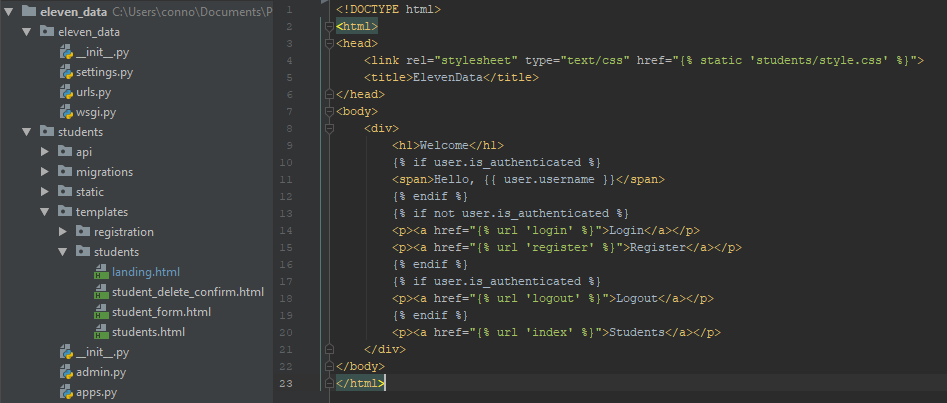 eleven_data C:\Users\conno\Documents\P
eleven_data
__init__.py
settings.py
urls.py
wsgi.py
students
api
migrations
static
templates
registration
students
landing.html
student_delete_confirm.html
student_form.html
students.html
__init__.py
admin.py
apps.py
1 <!DOCTYPE html>
2 <html>
3 <head>
4 <link rel="stylesheet" type="text/css" href="{% static 'students/style.css' %}">
5 <title>ElevenData</title>
6 </head>
7 <body>
8 <div>
9 <h1>Welcome</h1>
10 {% if user.is_authenticated %}
11 <span>Hello, {{ user.username }}</span>
12 {% endif %}
13 {% if not user.is_authenticated %}
14 <p><a href="{% url 'login' %}">Login</a></p>
15 <p><a href="{% url 'register' %}">Register</a></p>
16 {% endif %}
17 {% if user.is_authenticated %}
18 <p><a href="{% url 'logout' %}">Logout</a></p>
19 {% endif %}
20 <p><a href="{% url 'index' %}">Students</a></p>
21 </div>
22 </body>
23 </html>